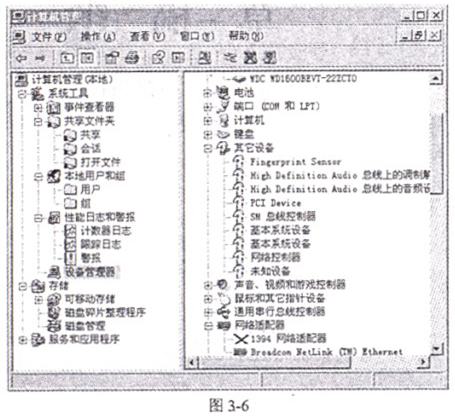 计算机管理
文件(F) 操作(A) 查看(V) 窗口(W) 帮助(H)
计算机管理(本地)
系统工具
事件查看器
共享文件夹
共享
会话
打开文件
本地用户和组
用户
组
性能日志和警报
计数器日志
跟踪日志
警报
设备管理器
存储
可移动存储
磁盘碎片整理程序
磁盘管理
服务和应用程序
WDC WD1600BEVT-22ZCT0
电池
端口 (COM 和 LPT)
计算机
键盘
其它设备
Fingerprint Sensor
High Definition Audio 总线上的调制解
High Definition Audio 总线上的音频设
PCI Device
SM 总线控制器
基本系统设备
基本系统设备
网络控制器
未知设备
声音、视频和游戏控制器
鼠标和其它指针设备
通用串行总线控制器
网络适配器
1394 网络适配器
Broadcom NetLink (TM) Ethernet
图 3-6